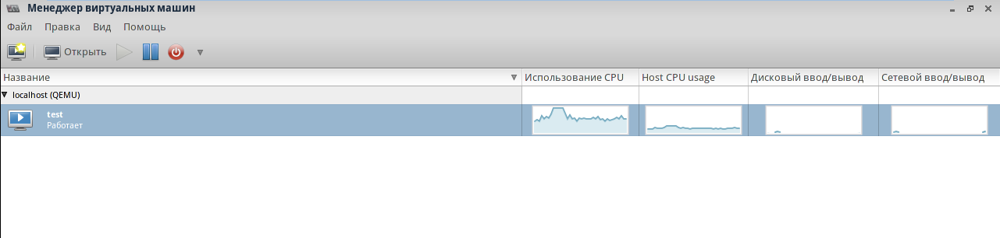 Менеджер виртуальных машин
Файл Правка Вид Помощь
Открыть
Название Использование CPU Host CPU usage Дисковый ввод/вывод Сетевой ввод/вывод
localhost (QEMU)
test
Работает